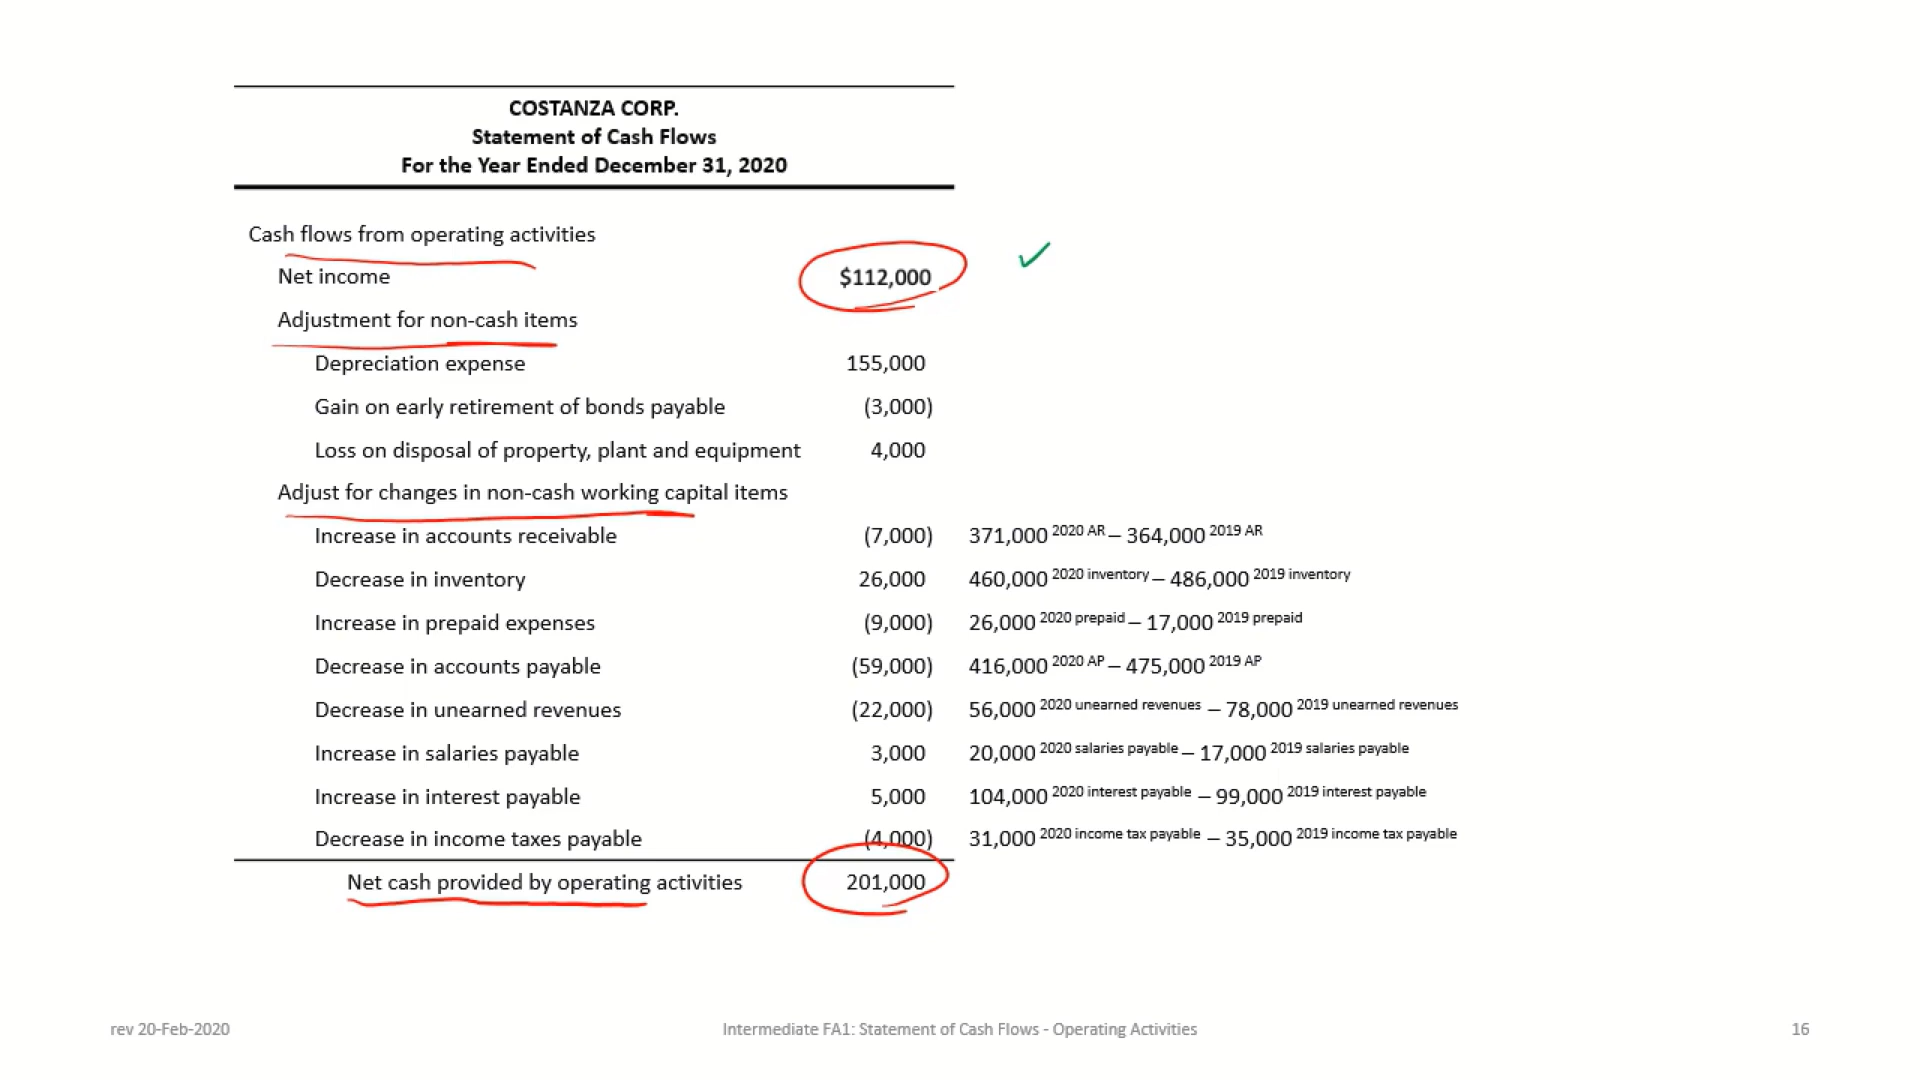 COSTANZA CORP.
Statement of Cash Flows
For the Year Ended December 31, 2020
Cash flows from operating activities
Net income $112,000
Adjustment for non-cash items
Depreciation expense 155,000
Gain on early retirement of bonds payable (3,000)
Loss on disposal of property, plant and equipment 4,000
Adjust for changes in non-cash working capital items
Increase in accounts receivable (7,000) 371,000 2020 AR – 364,000 2019 AR
Decrease in inventory 26,000 460,000 2020 inventory – 486,000 2019 inventory
Increase in prepaid expenses (9,000) 26,000 2020 prepaid – 17,000 2019 prepaid
Decrease in accounts payable (59,000) 416,000 2020 AP – 475,000 2019 AP
Decrease in unearned revenues (22,000) 56,000 2020 unearned revenues – 78,000 2019 unearned revenues
Increase in salaries payable 3,000 20,000 2020 salaries payable – 17,000 2019 salaries payable
Increase in interest payable 5,000 104,000 2020 interest payable – 99,000 2019 interest payable
Decrease in income taxes payable (4,000) 31,000 2020 income tax payable – 35,000 2019 income tax payable
Net cash provided by operating activities 201,000
rev 20-Feb-2020 Intermediate FA1: Statement of Cash Flows - Operating Activities 16